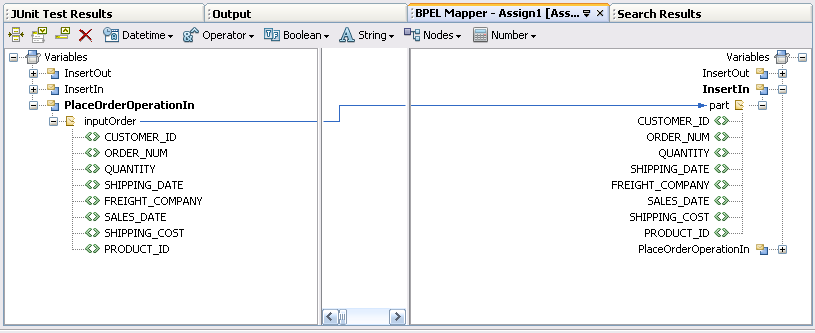 JUnit Test Results
Output
BPEL Mapper - Assign1 [Ass...
Search Results
Datetime
Operator
Boolean
String
Nodes
Number
Variables
InsertOut
InsertIn
PlaceOrderOperationIn
inputOrder
CUSTOMER_ID
ORDER_NUM
QUANTITY
SHIPPING_DATE
FREIGHT_COMPANY
SALES_DATE
SHIPPING_COST
PRODUCT_ID
Variables
InsertOut
InsertIn
part
CUSTOMER_ID
ORDER_NUM
QUANTITY
SHIPPING_DATE
FREIGHT_COMPANY
SALES_DATE
SHIPPING_COST
PRODUCT_ID
PlaceOrderOperationIn